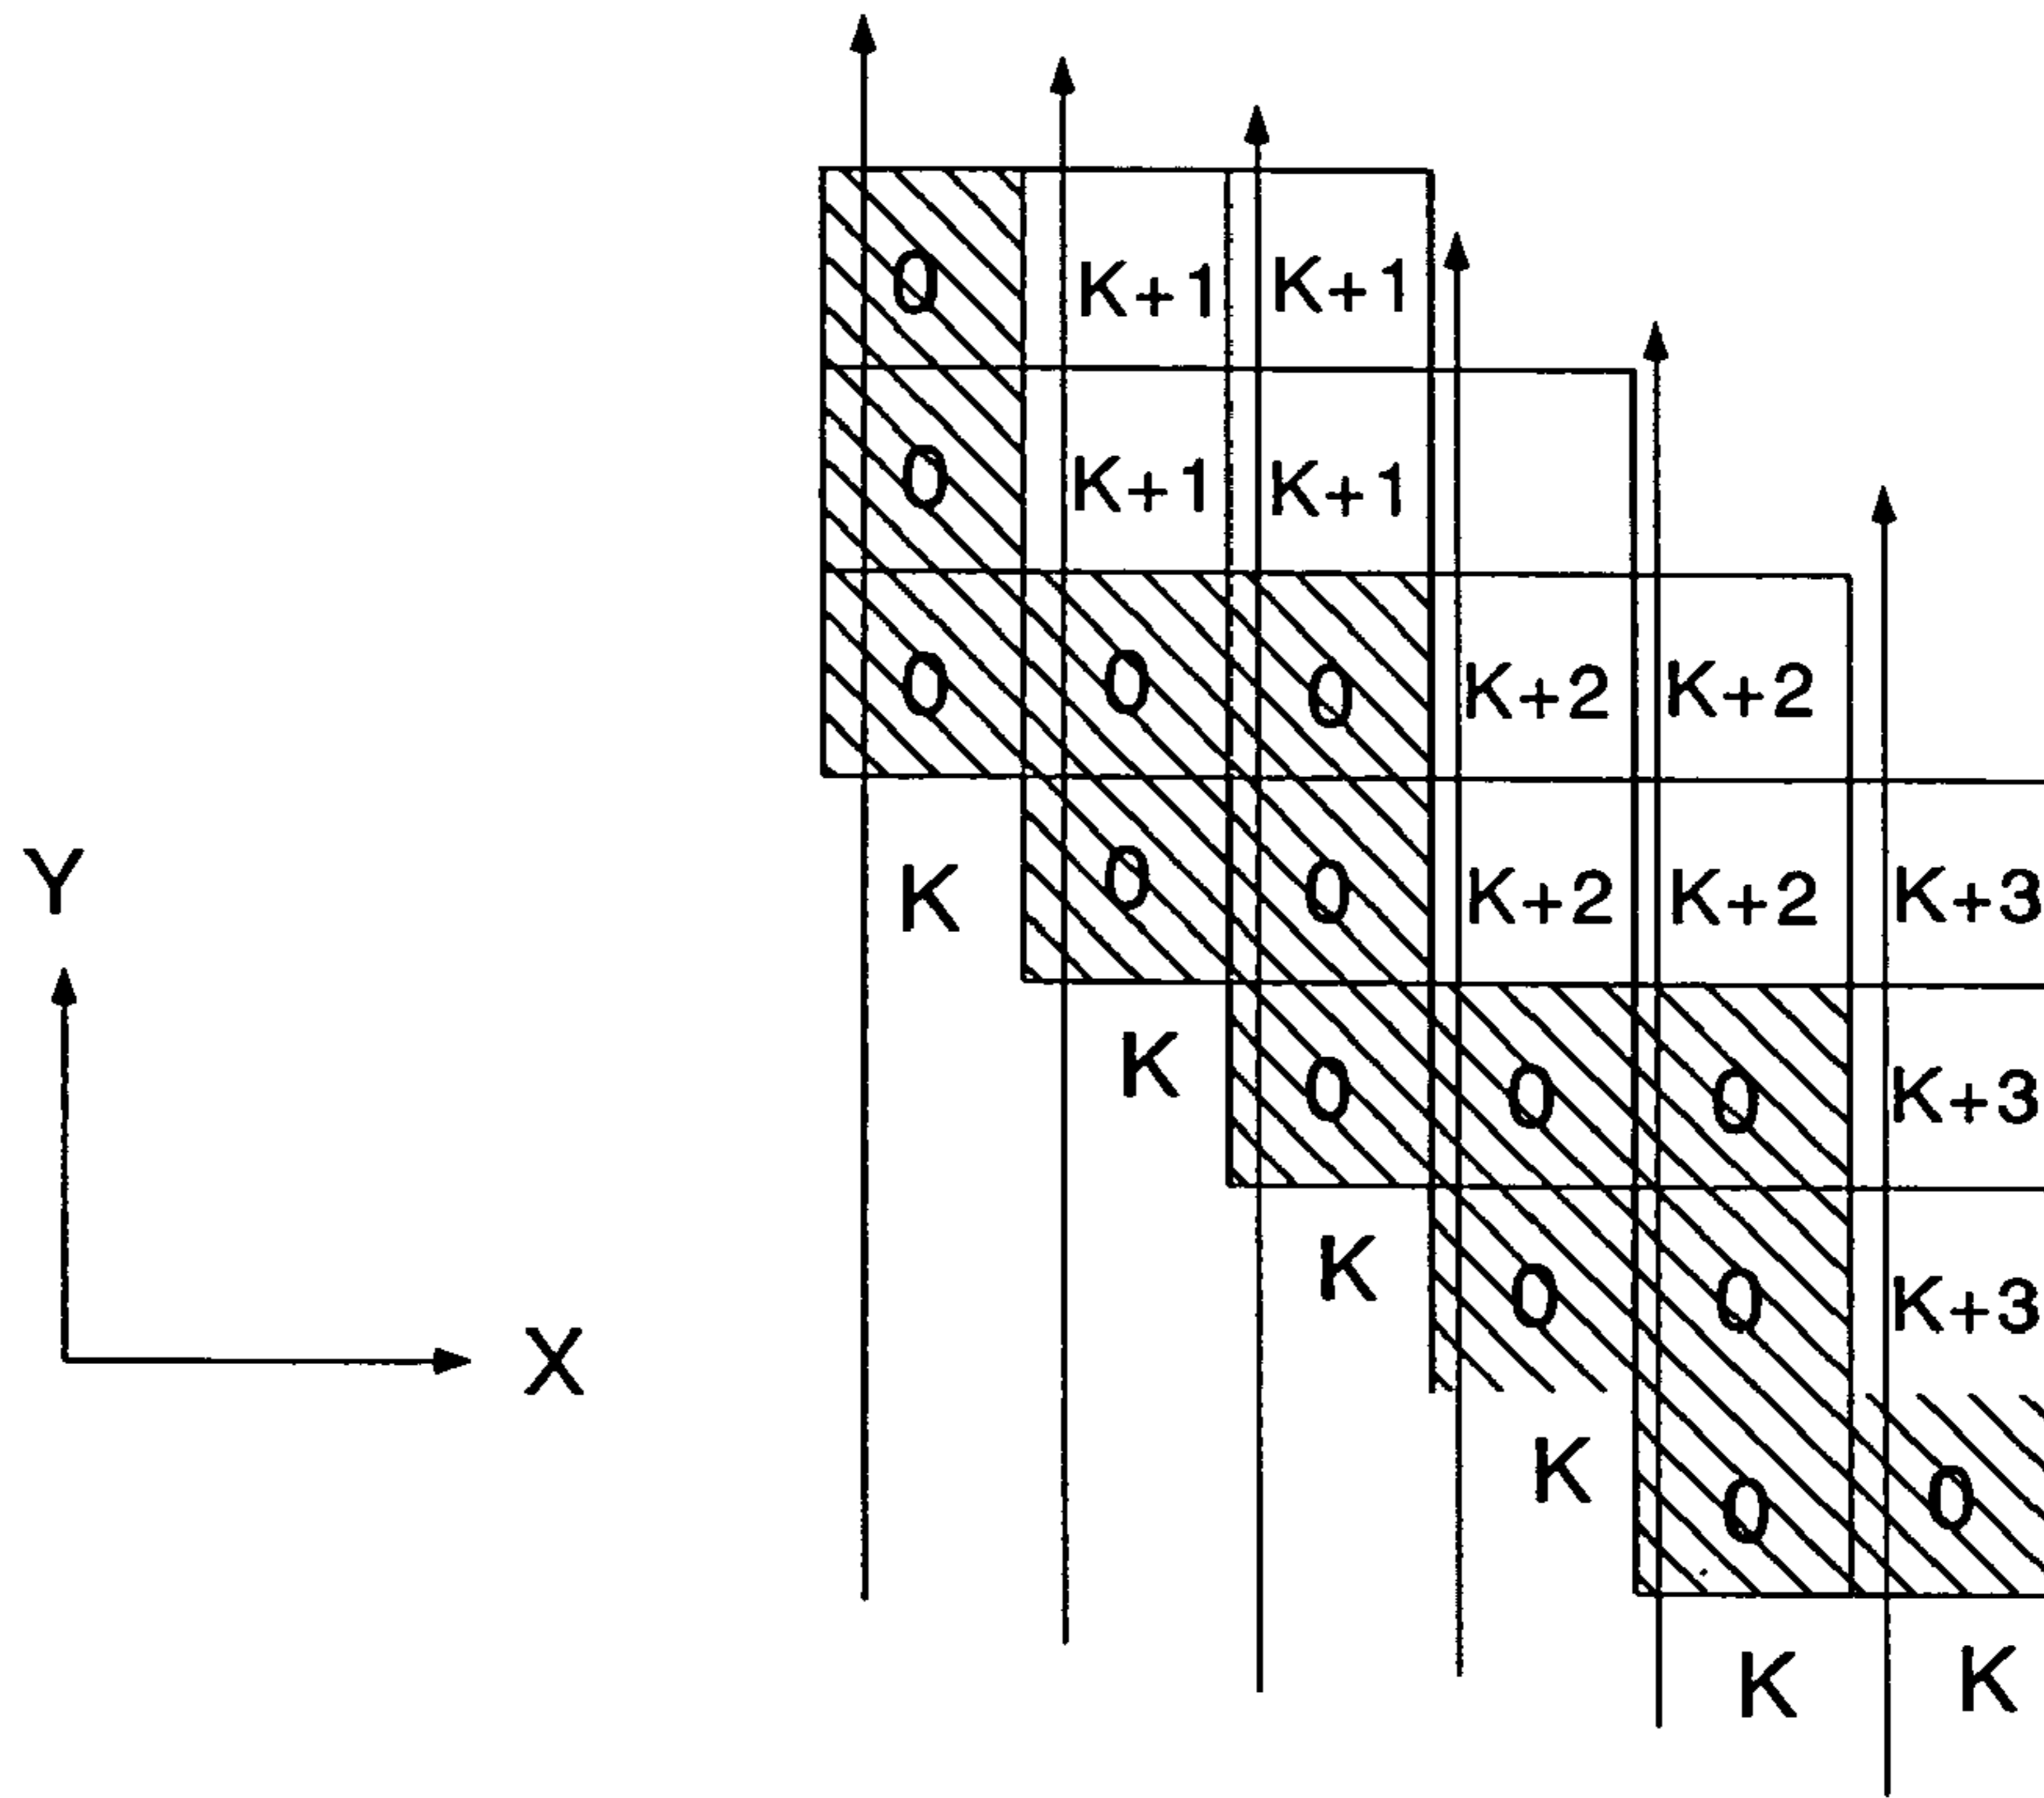 0 K+1 K+1
0 K+1 K+1
0 0 0 K+2 K+2
Y K 0 0 K+2 K+2 K+3
K 0 0 0 K+3
X K 0 0 K+3
K 0 0
K K